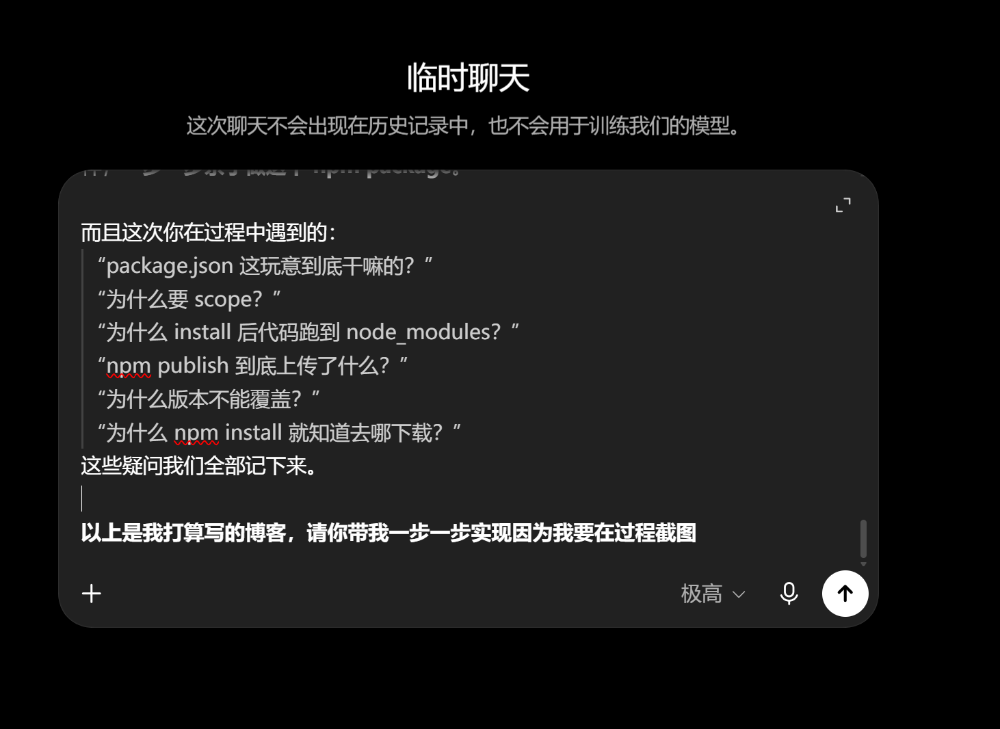 临时聊天
这次聊天不会出现在历史记录中，也不会用于训练我们的模型。
而且这次你在过程中遇到的：
“package.json 这玩意到底干嘛的？”
“为什么要 scope？”
“为什么 install 后代码跑到 node_modules？”
“npm publish 到底上传了什么？”
“为什么版本不能覆盖？”
“为什么 npm install 就知道去哪下载？”
这些疑问我们全部记下来。
以上是我打算写的博客，请你带我一步一步实现因为我要在过程截图
极高